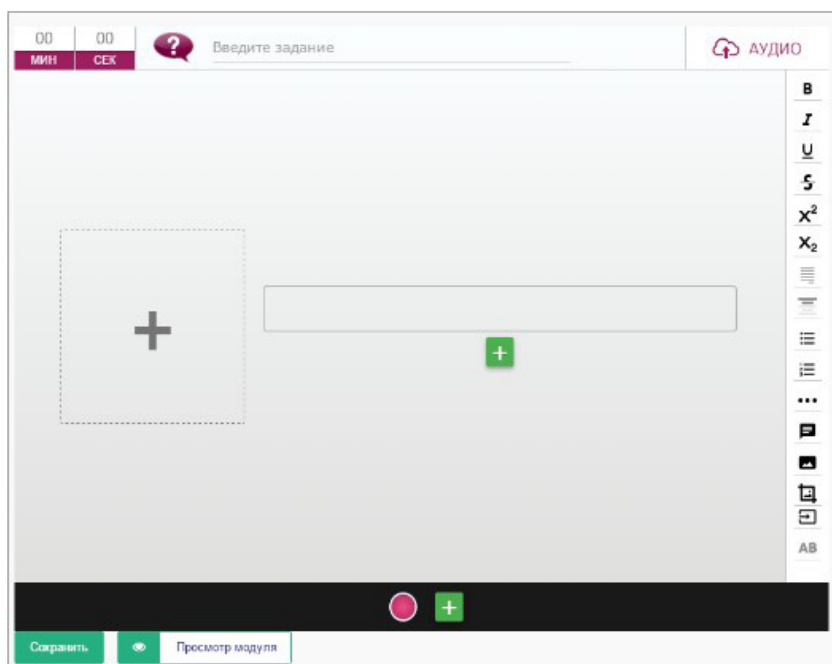 00 00
МИН СЕК
? Введите задание
АУДИО
B
I
U
S
X²
X₂
AB
Сохранить
Просмотр модуля